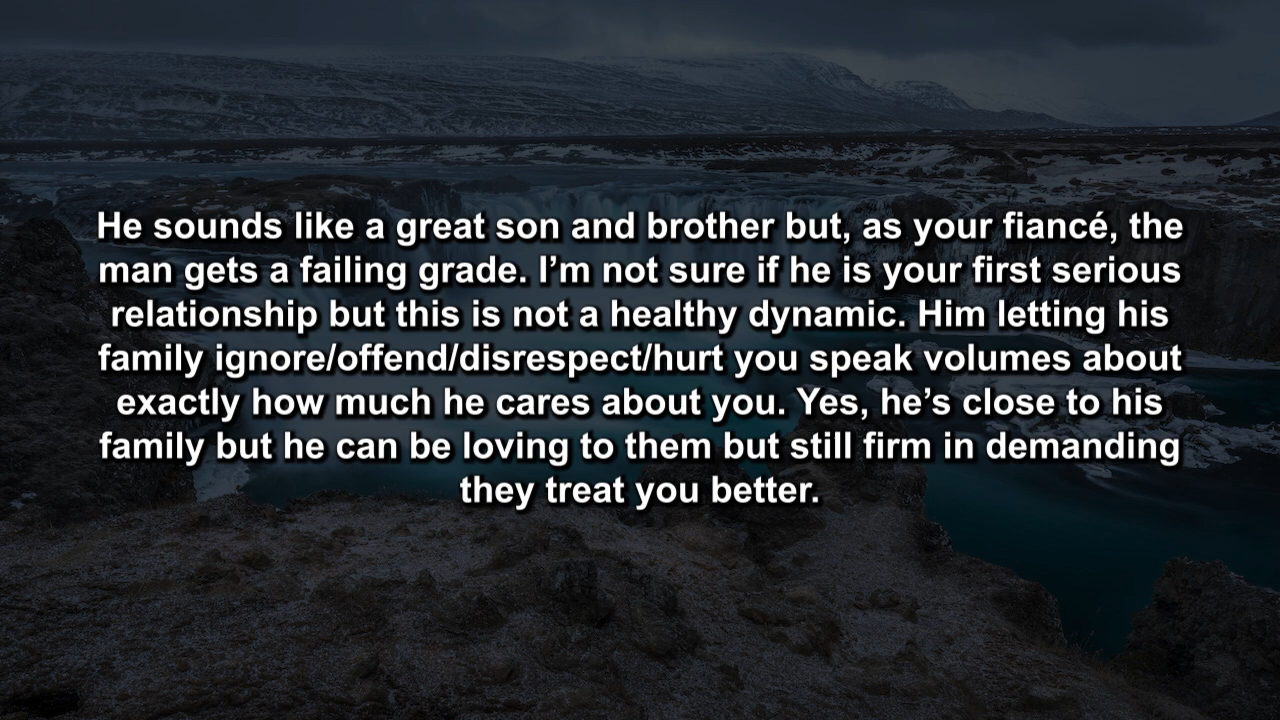 He sounds like a great son and brother but, as your fiancé, the
man gets a failing grade. I’m not sure if he is your first serious
relationship but this is not a healthy dynamic. Him letting his
family ignore/offend/disrespect/hurt you speak volumes about
exactly how much he cares about you. Yes, he’s close to his
family but he can be loving to them but still firm in demanding
they treat you better.